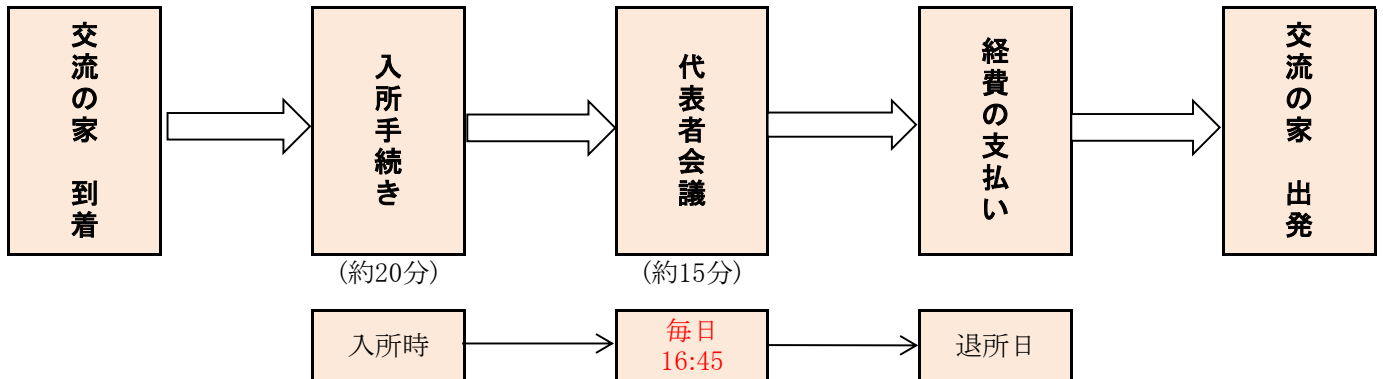 交流の家 到着
入所手続き
代表者会議
経費の支払い
交流の家 出発
(約20分)
(約15分)
入所時
毎日
16:45
退所日